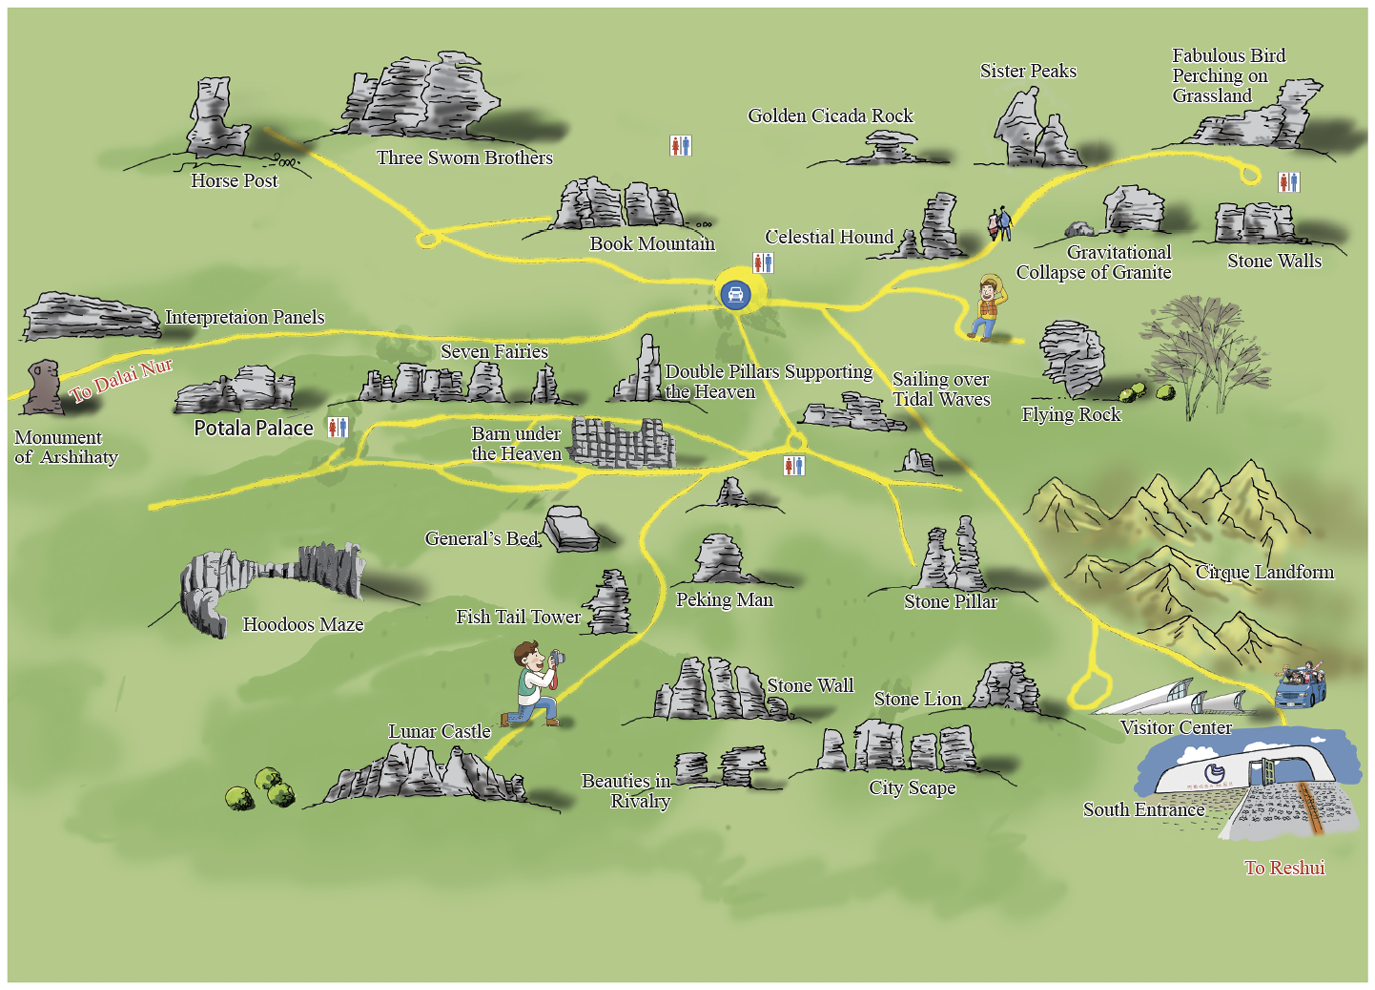 Fabulous Bird
Perching on
Grassland
Sister Peaks
Golden Cicada Rock
Three Sworn Brothers
Horse Post
Book Mountain
Celestial Hound
Gravitational
Collapse of Granite
Stone Walls
Interpretaion Panels
Seven Fairies
To Dalai Nur
Double Pillars Supporting
the Heaven
Sailing over
Tidal Waves
Flying Rock
Potala Palace
Monument
of Arshihaty
Barn under
the Heaven
General's Bed
Cirque Landform
Peking Man
Stone Pillar
Fish Tail Tower
Hoodoos Maze
Stone Wall
Stone Lion
Visitor Center
Lunar Castle
Beauties in
Rivalry
City Scape
South Entrance
To Reshui